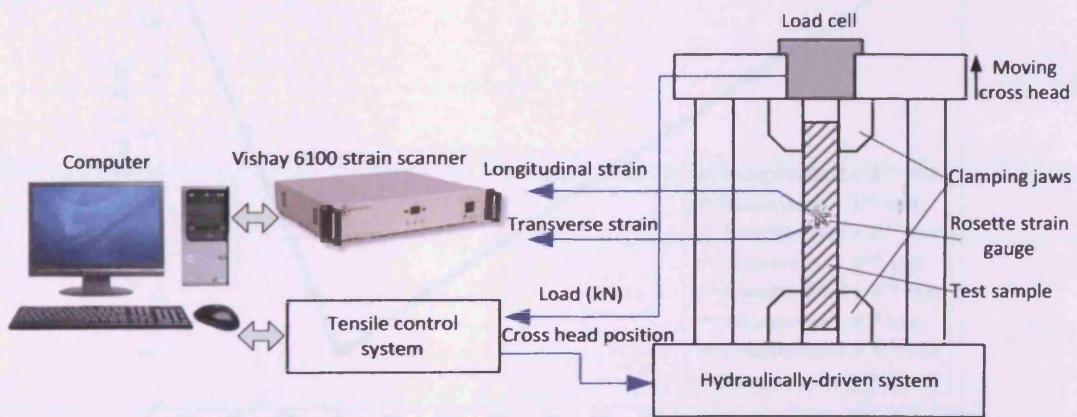 Load cell
Moving
cross head
Computer
Vishay 6100 strain scanner
Longitudinal strain
Clamping jaws
Transverse strain
Rosette strain
gauge
Load (kN)
Test sample
Tensile control
system
Cross head position
Hydraulically-driven system